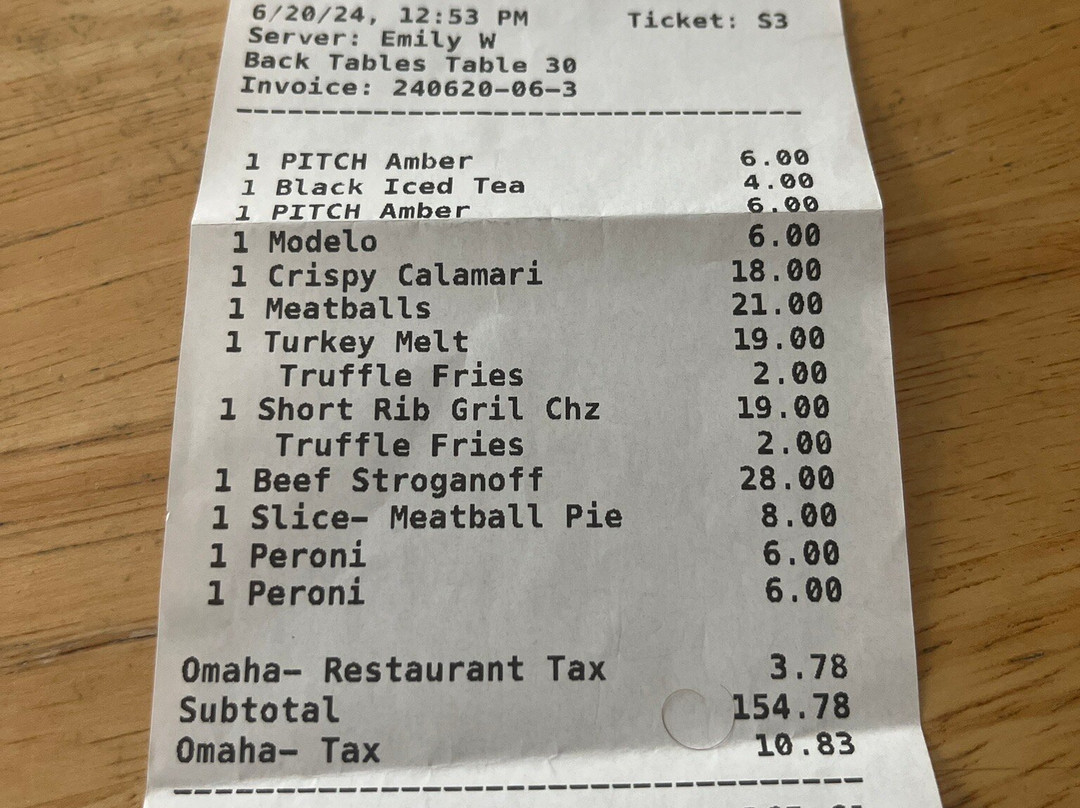 6/20/24, 12:53 PM Ticket: S3
Server: Emily W
Back Tables Table 30
Invoice: 240620-06-3
1 PITCH Amber 6.00
1 Black Iced Tea 4.00
1 PITCH Amber 6.00
1 Modelo 6.00
1 Crispy Calamari 18.00
1 Meatballs 21.00
1 Turkey Melt 19.00
Truffle Fries 2.00
1 Short Rib Gril Chz 19.00
Truffle Fries 2.00
1 Beef Stroganoff 28.00
1 Slice- Meatball Pie 8.00
1 Peroni 6.00
1 Peroni 6.00
Omaha- Restaurant Tax 3.78
Subtotal 154.78
Omaha- Tax 10.83